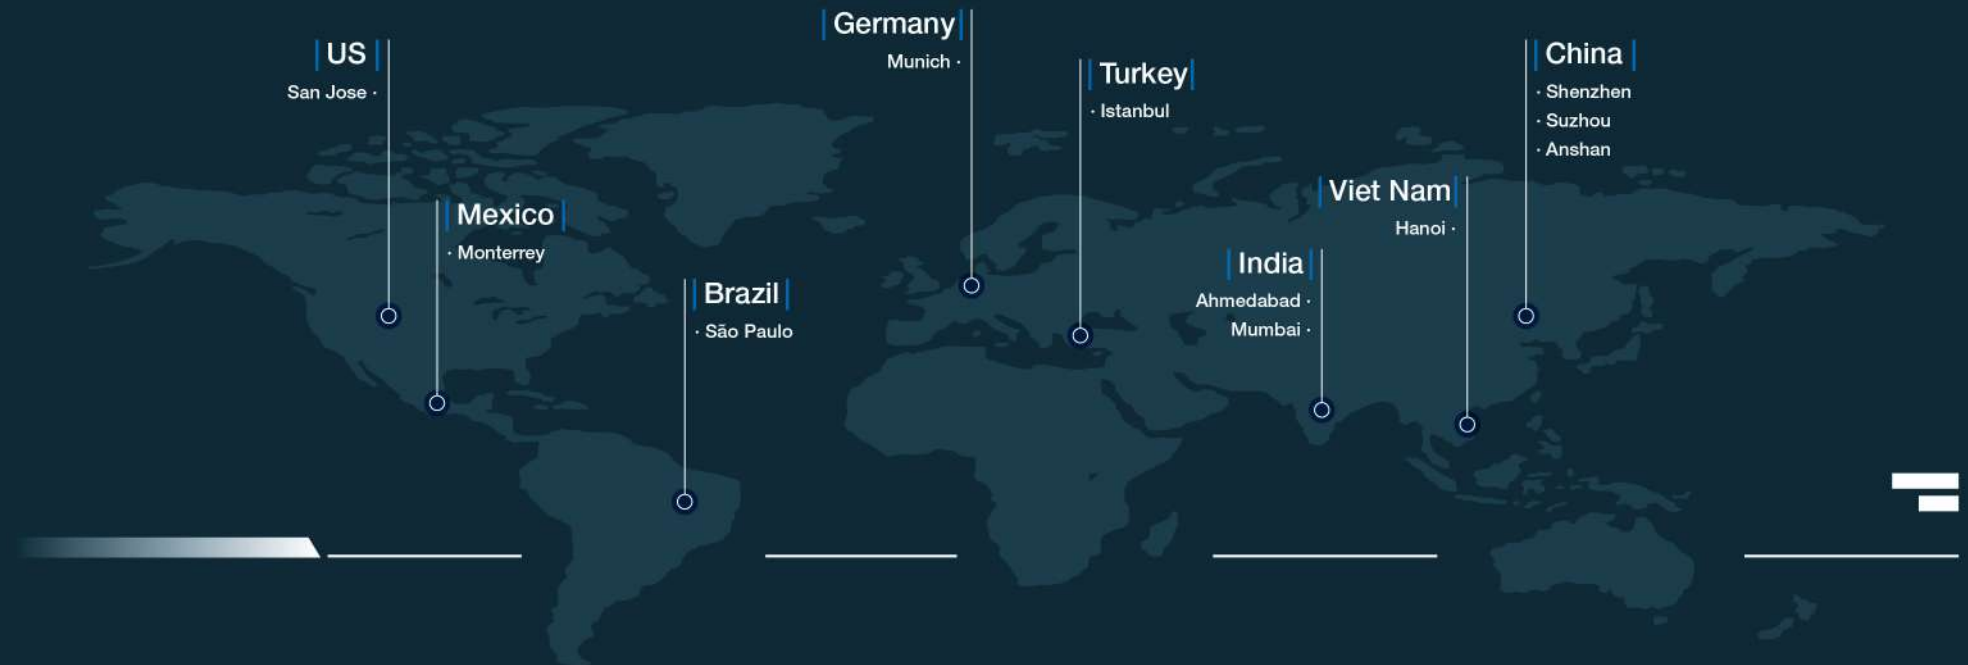 US
San Jose ·
Mexico
· Monterrey
Brazil
· São Paulo
Germany
Munich ·
Turkey
· Istanbul
India
Ahmedabad ·
Mumbai ·
Viet Nam
Hanoi ·
China
· Shenzhen
· Suzhou
· Anshan